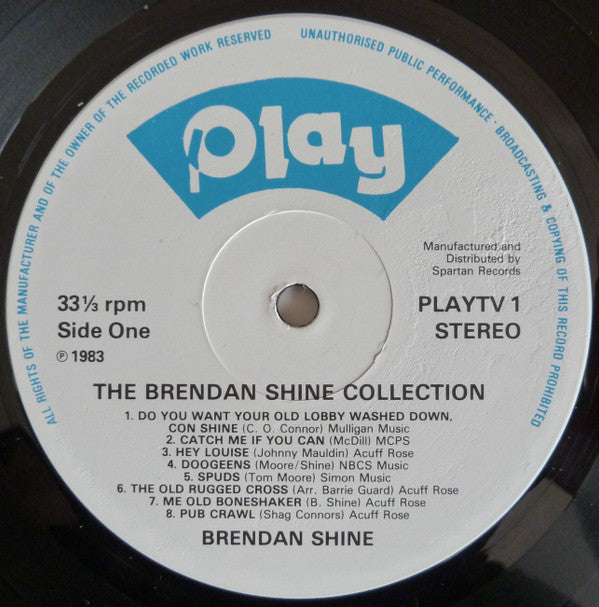 ALL RIGHTS OF THE MANUFACTURER AND OF THE OWNER OF THE RECORDED WORK RESERVED
UNAUTHORISED PUBLIC PERFORMANCE · BROADCASTING & COPYING OF THIS RECORD PROHIBITED
Play
Manufactured and
Distributed by
Spartan Records
33⅓ rpm
Side One
℗ 1983
PLAYTV 1
STEREO
THE BRENDAN SHINE COLLECTION
1. DO YOU WANT YOUR OLD LOBBY WASHED DOWN,
CON SHINE (C. O. Connor) Mulligan Music
2. CATCH ME IF YOU CAN (McDill) MCPS
3. HEY LOUISE (Johnny Mauldin) Acuff Rose
4. DOOGEENS (Moore/Shine) NBCS Music
5. SPUDS (Tom Moore) Simon Music
6. THE OLD RUGGED CROSS (Arr. Barrie Guard) Acuff Rose
7. ME OLD BONESHAKER (B. Shine) Acuff Rose
8. PUB CRAWL (Shag Connors) Acuff Rose
BRENDAN SHINE